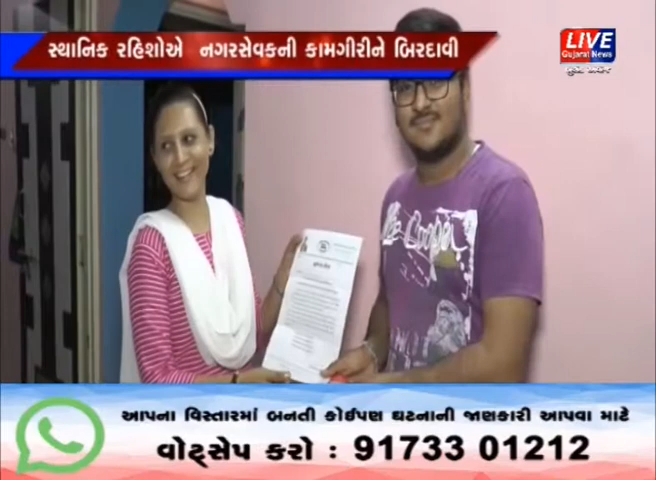 સ્થાનિક રહિશોએ નગરસેવકની કામગીરીને બિરદાવી
LIVE
Gujarat News
આપના વિસ્તારમાં બનતી કોઈપણ ઘટનાની જાણકારી આપવા માટે
વોટ્સેપ કરો : 91733 01212